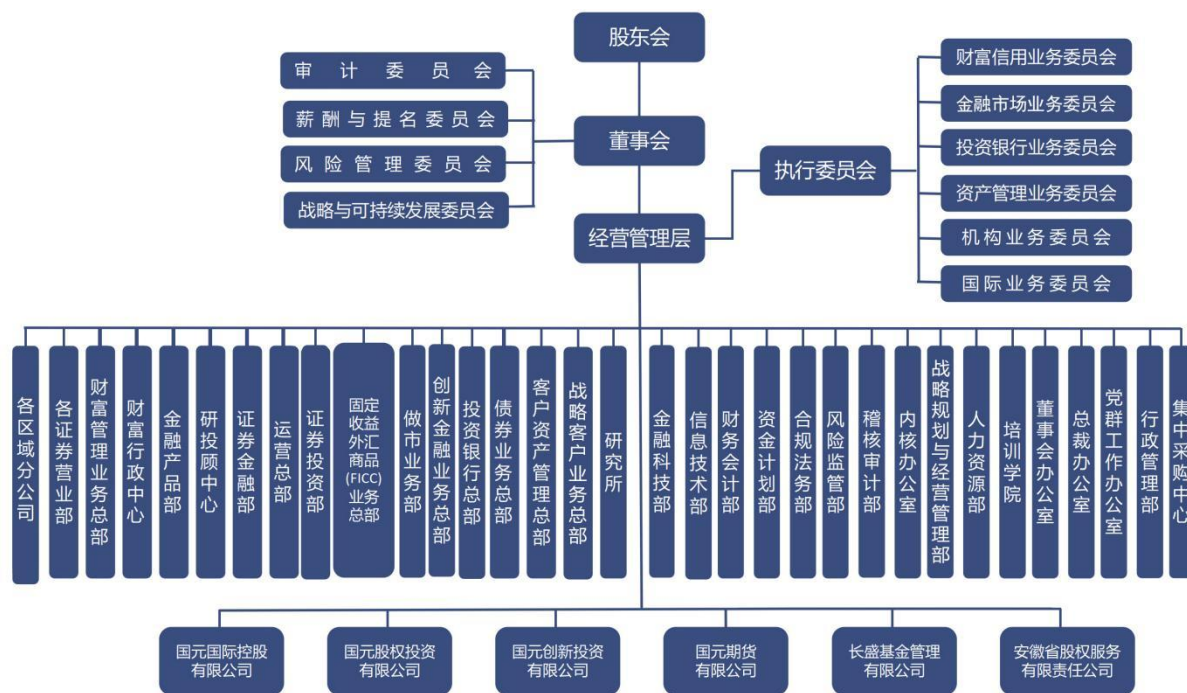 股东会
审计委员会
薪酬与提名委员会
风险管理委员会
战略与可持续发展委员会
董事会
经营管理层
执行委员会
财富信用业务委员会
金融市场业务委员会
投资银行业务委员会
资产管理业务委员会
机构业务委员会
国际业务委员会
各区域分公司
各证券营业部
财富管理业务总部
财富行政中心
金融产品部
研投顾中心
证券金融部
运营总部
证券投资部
固定
收益
外汇
商品
(FICC)
业务
总部
做市业务部
创新金融业务总部
投资银行总部
债券业务总部
客户资产管理总部
战略客户业务总部
研究所
金融科技部
信息技术部
财务会计部
资金计划部
合规法务部
风险监管部
稽核审计部
内核办公室
战略规划与经营管理部
人力资源部
培训学院
董事会办公室
总裁办公室
党群工作办公室
行政管理部
集中采购中心
国元国际控股
有限公司
国元股权投资
有限公司
国元创新投资
有限公司
国元期货
有限公司
长盛基金管理
有限公司
安徽省股权服务
有限责任公司